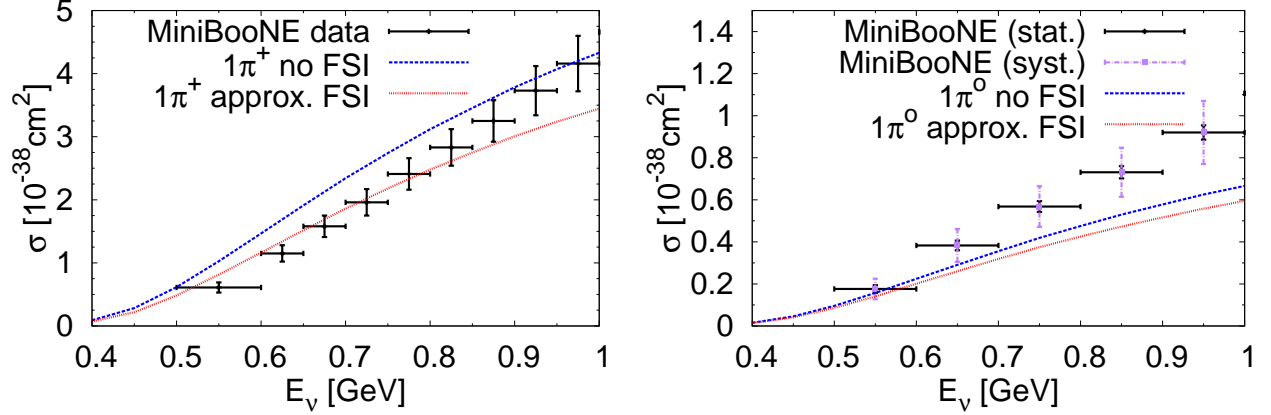 MiniBooNE data
1π⁺ no FSI
1π⁺ approx. FSI
σ [10⁻³⁸cm²]
5
4
3
2
1
0
0.4 0.5 0.6 0.7 0.8 0.9 1
Eᵥ [GeV]
MiniBooNE (stat.)
MiniBooNE (syst.)
1π⁰ no FSI
1π⁰ approx. FSI
σ [10⁻³⁸cm²]
1.4
1.2
1
0.8
0.6
0.4
0.2
0
0.4 0.5 0.6 0.7 0.8 0.9 1
Eᵥ [GeV]